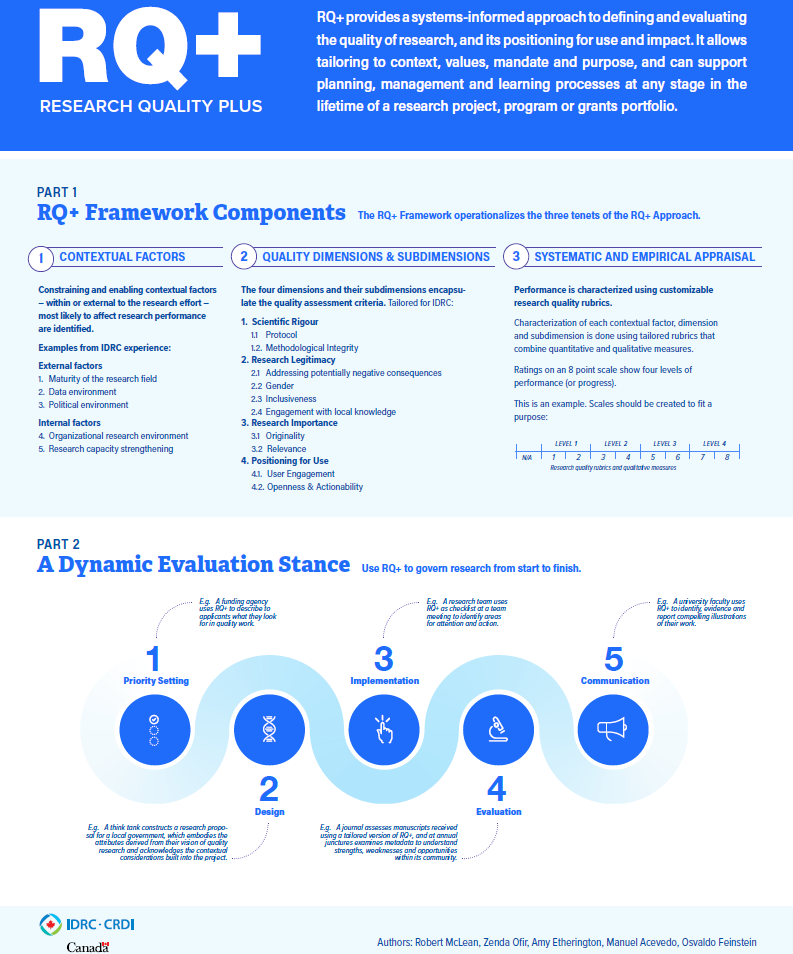 RQ+
RESEARCH QUALITY PLUS
RQ+ provides a systems-informed approach to defining and evaluating
the quality of research, and its positioning for use and impact. It allows
tailoring to context, values, mandate and purpose, and can support
planning, management and learning processes at any stage in the
lifetime of a research project, program or grants portfolio.
PART 1
RQ+ Framework Components
The RQ+ Framework operationalizes the three tenets of the RQ+ Approach.
1 CONTEXTUAL FACTORS
Constraining and enabling contextual factors
– within or external to the research effort –
most likely to affect research performance
are identified.
Examples from IDRC experience:
External factors
1. Maturity of the research field
2. Data environment
3. Political environment
Internal factors
4. Organizational research environment
5. Research capacity strengthening
2 QUALITY DIMENSIONS & SUBDIMENSIONS
The four dimensions and their subdimensions encapsu-
late the quality assessment criteria. Tailored for IDRC:
1. Scientific Rigour
1.1 Protocol
1.2. Methodological Integrity
2. Research Legitimacy
2.1 Addressing potentially negative consequences
2.2 Gender
2.3 Inclusiveness
2.4 Engagement with local knowledge
3. Research Importance
3.1 Originality
3.2 Relevance
4. Positioning for Use
4.1. User Engagement
4.2. Openness & Actionability
3 SYSTEMATIC AND EMPIRICAL APPRAISAL
Performance is characterized using customizable
research quality rubrics.
Characterization of each contextual factor, dimension
and subdimension is done using tailored rubrics that
combine quantitative and qualitative measures.
Ratings on an 8 point scale show four levels of
performance (or progress).
This is an example. Scales should be created to fit a
purpose:
LEVEL 1 LEVEL 2 LEVEL 3 LEVEL 4
N/A 1 2 3 4 5 6 7 8
Research quality rubrics and qualitative measures
PART 2
A Dynamic Evaluation Stance
Use RQ+ to govern research from start to finish.
E.g. A funding agency
uses RQ+ to describe to
applicants what they look
for in quality work.
1
Priority Setting
2
Design
E.g. A think tank constructs a research propo-
sal for a local government, which embodies the
attributes derived from their vision of quality
research and acknowledges the contextual
considerations built into the project.
E.g. A research team uses
RQ+ as checklist at a team
meeting to identify areas
for attention and action.
3
Implementation
4
Evaluation
E.g. A journal assesses manuscripts received
using a tailored version of RQ+, and at annual
junctures examines metadata to understand
strengths, weaknesses and opportunities
within its community.
E.g. A university faculty uses
RQ+ to identify, evidence and
report compelling illustrations
of their work.
5
Communication
IDRC · CRDI
Canada
Authors: Robert McLean, Zenda Ofir, Amy Etherington, Manuel Acevedo, Osvaldo Feinstein